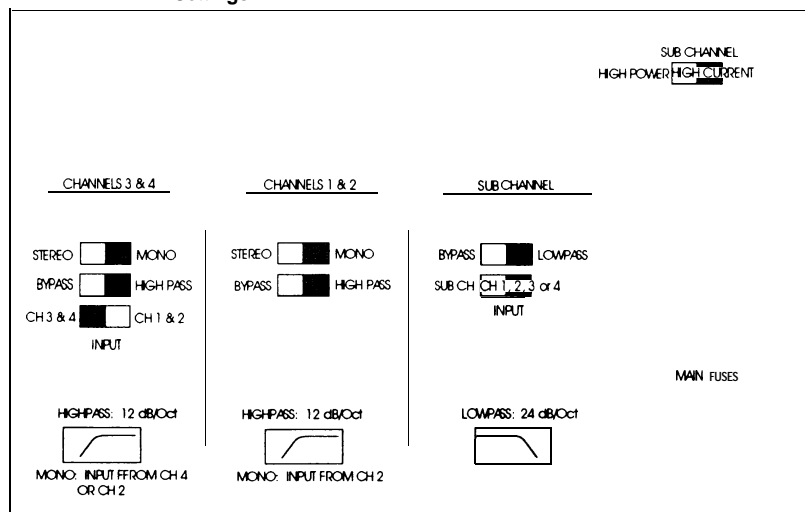 SUB CHANNEL
HIGH POWER HIGH CURRENT
CHANNELS 3 & 4
STEREO MONO
BYPASS HIGH PASS
CH 3 & 4 CH 1 & 2
INPUT
HIGHPASS: 12 dB/Oct
MONO: INPUT FFROM CH 4
OR CH 2
CHANNELS 1 & 2
STEREO MONO
BYPASS HIGH PASS
HIGHPASS: 12 dB/Oct
MONO: INPUT FROM CH 2
SUB CHANNEL
BYPASS LOWPASS
SUB CH CH 1, 2, 3 or 4
INPUT
LOWPASS: 24 dB/Oct
MAIN FUSES